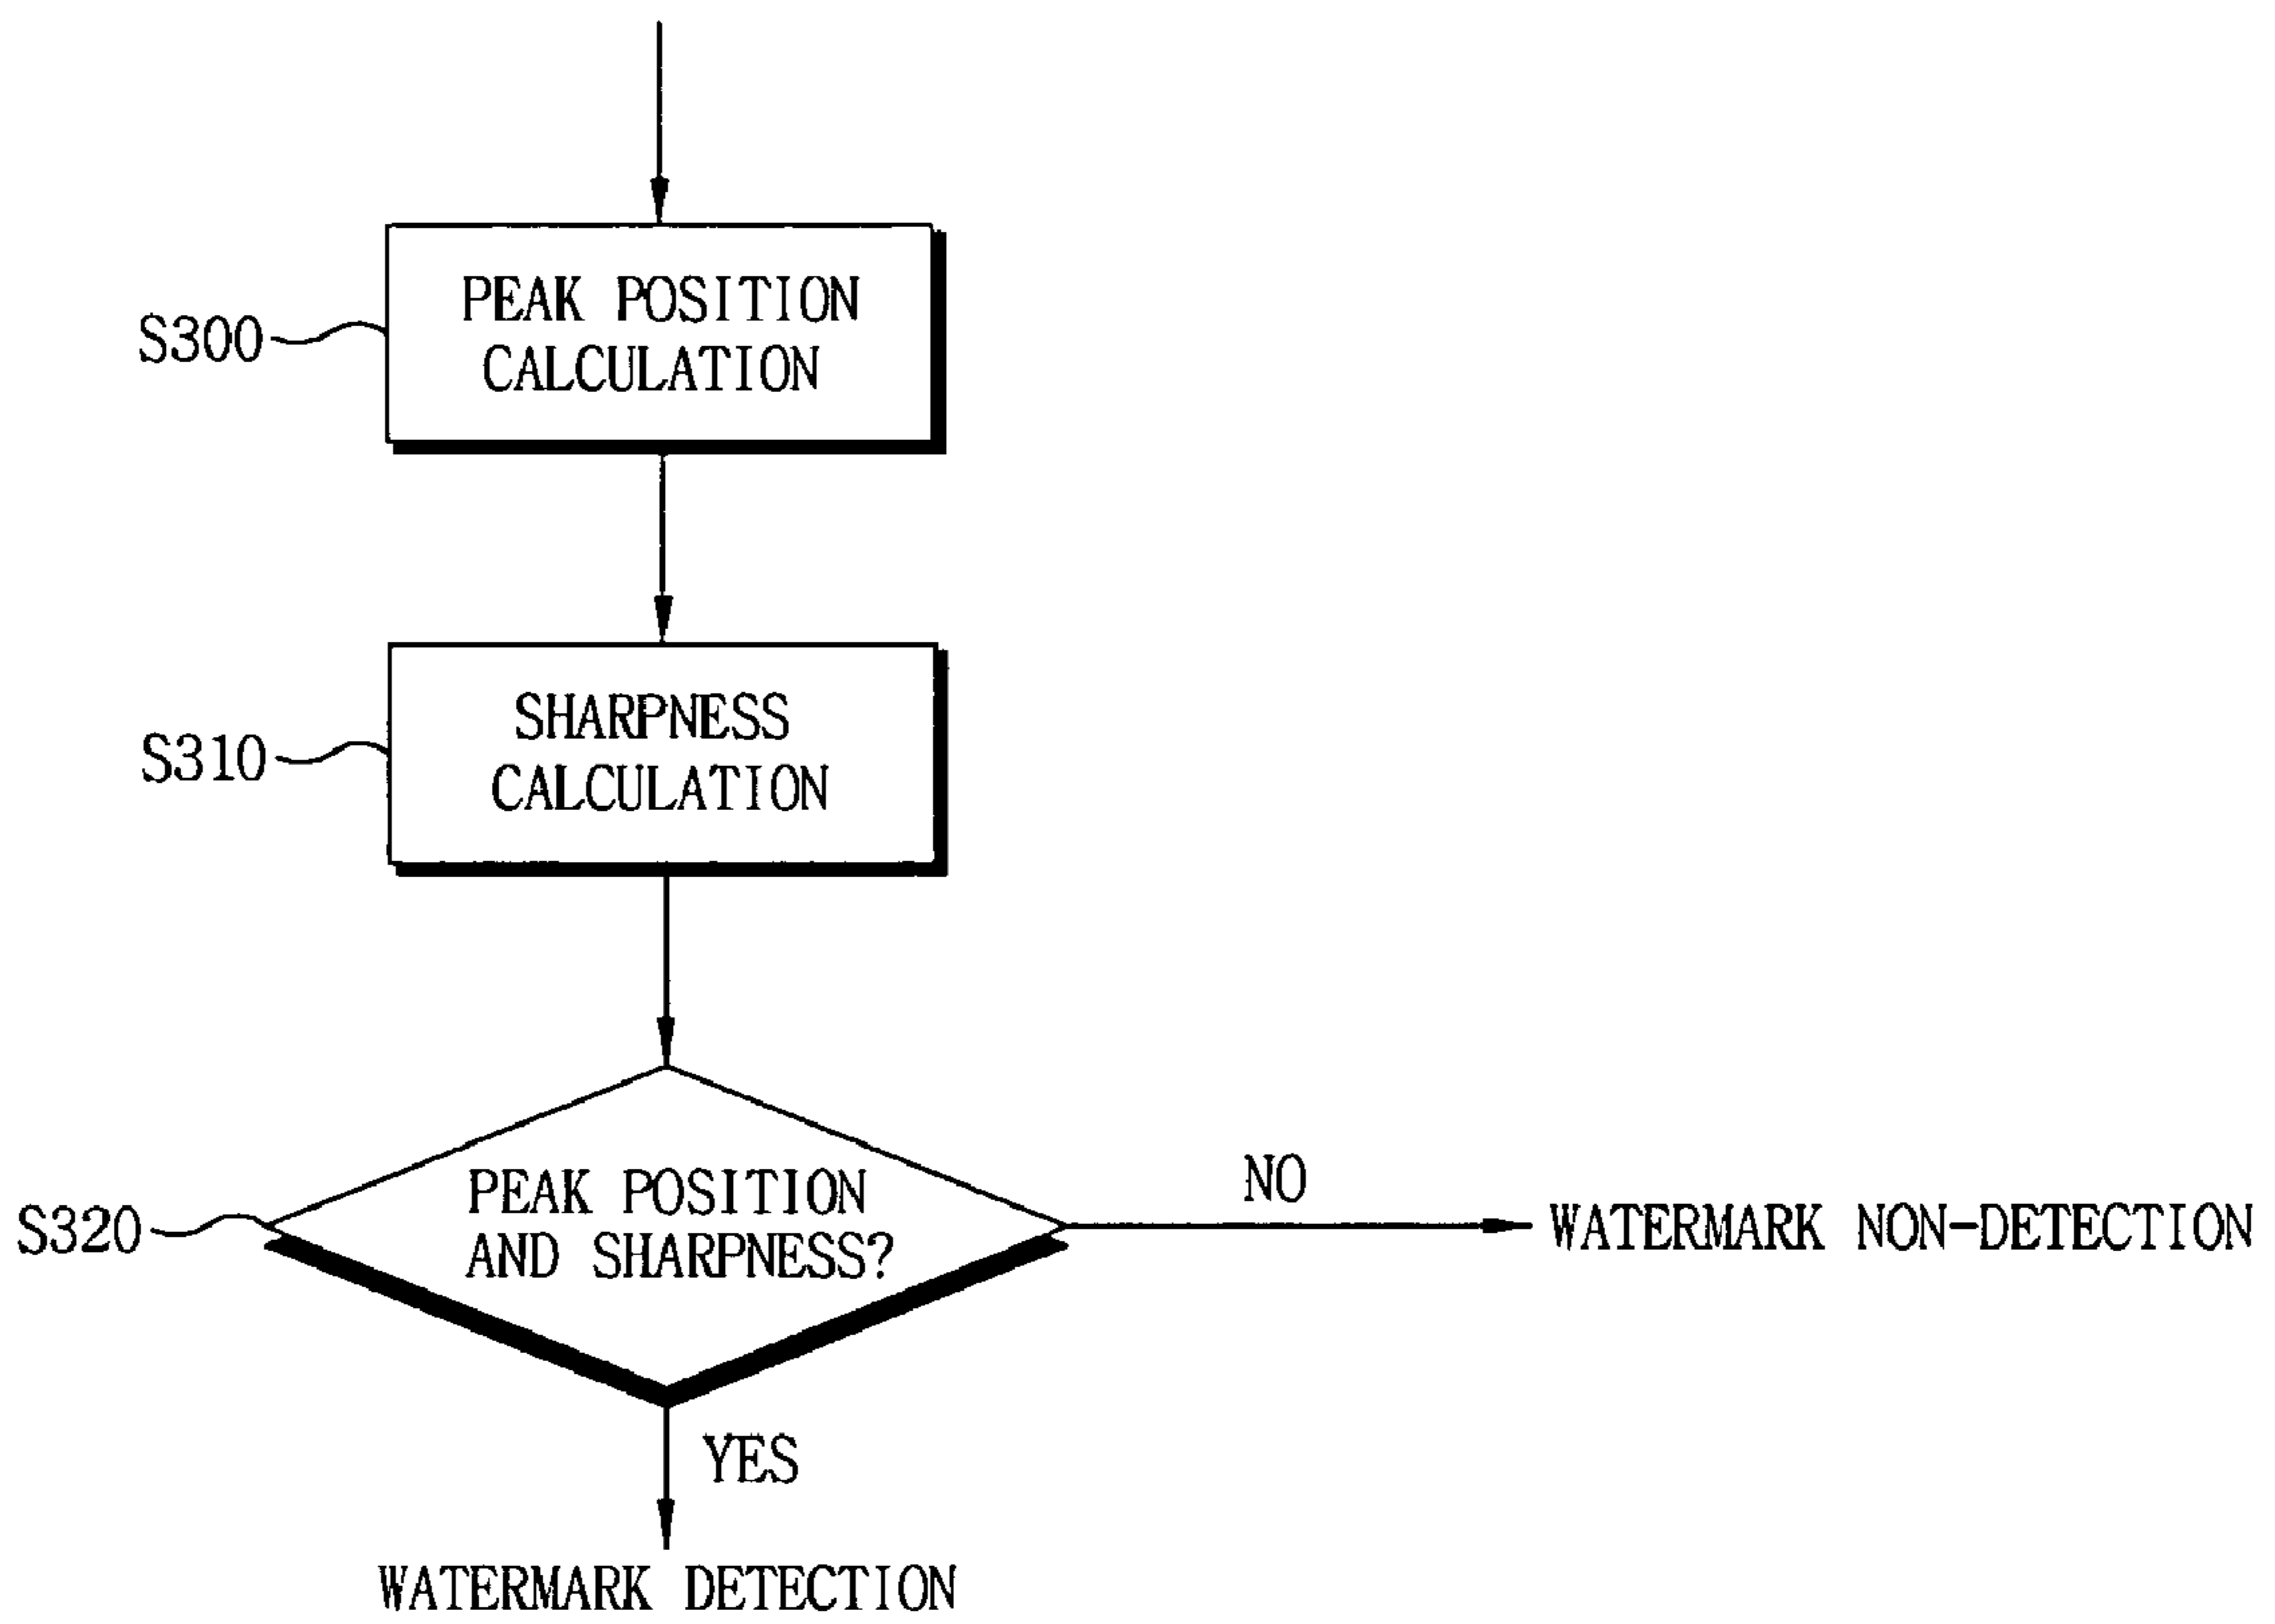 PEAK POSITION
CALCULATION
S300
SHARPNESS
CALCULATION
S310
PEAK POSITION
AND SHARPNESS?
S320
NO
WATERMARK NON-DETECTION
YES
WATERMARK DETECTION